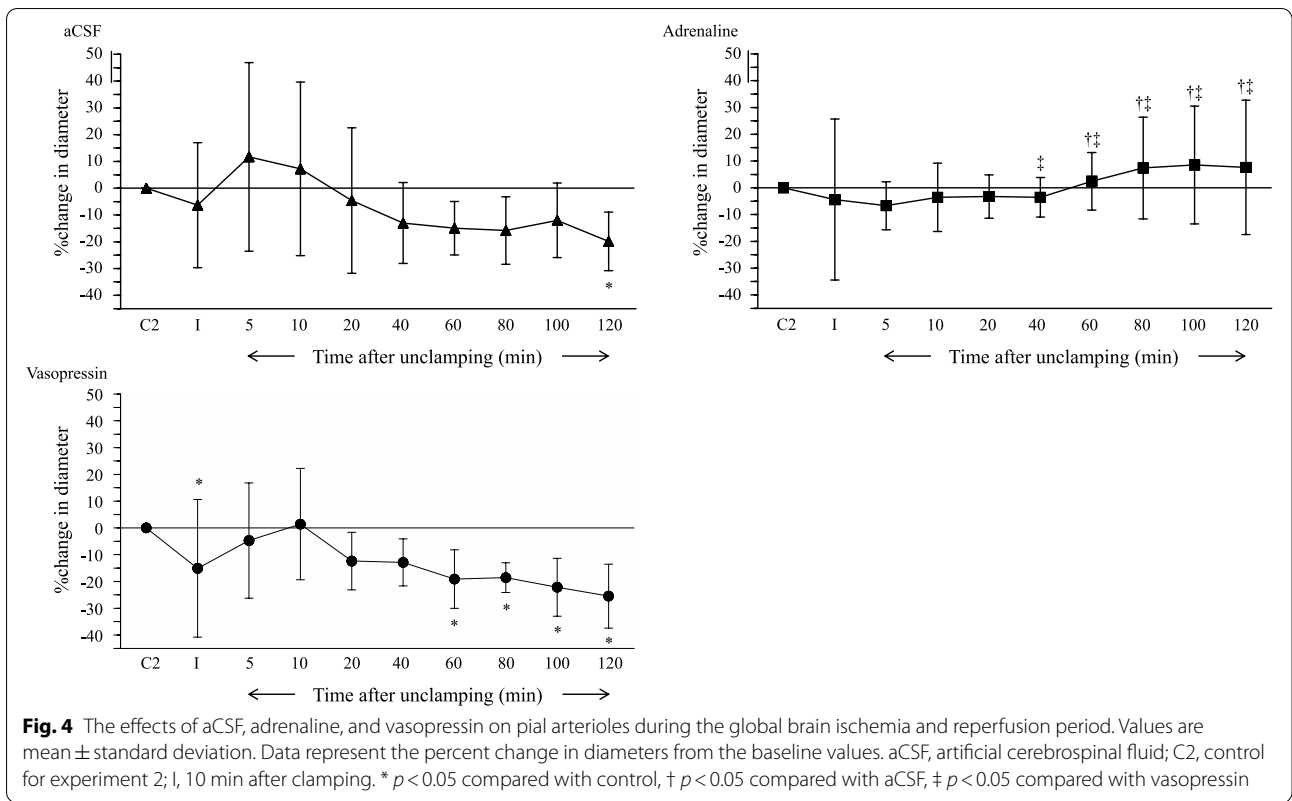 aCSF
50
40
30
20
10
0
-10
-20
-30
-40
%change in diameter
C2 I 5 10 20 40 60 80 100 120
*
Time after unclamping (min)
Adrenaline
50
40
30
20
10
0
-10
-20
-30
-40
%change in diameter
‡ †‡ †‡ †‡ †‡
C2 I 5 10 20 40 60 80 100 120
Time after unclamping (min)
Vasopressin
50
40
30
20
10
0
-10
-20
-30
-40
%change in diameter
*
* * * *
C2 I 5 10 20 40 60 80 100 120
Time after unclamping (min)
Fig. 4 The effects of aCSF, adrenaline, and vasopressin on pial arterioles during the global brain ischemia and reperfusion period. Values are
mean ± standard deviation. Data represent the percent change in diameters from the baseline values. aCSF, artificial cerebrospinal fluid; C2, control
for experiment 2; I, 10 min after clamping. * p < 0.05 compared with control, † p < 0.05 compared with aCSF, ‡ p < 0.05 compared with vasopressin